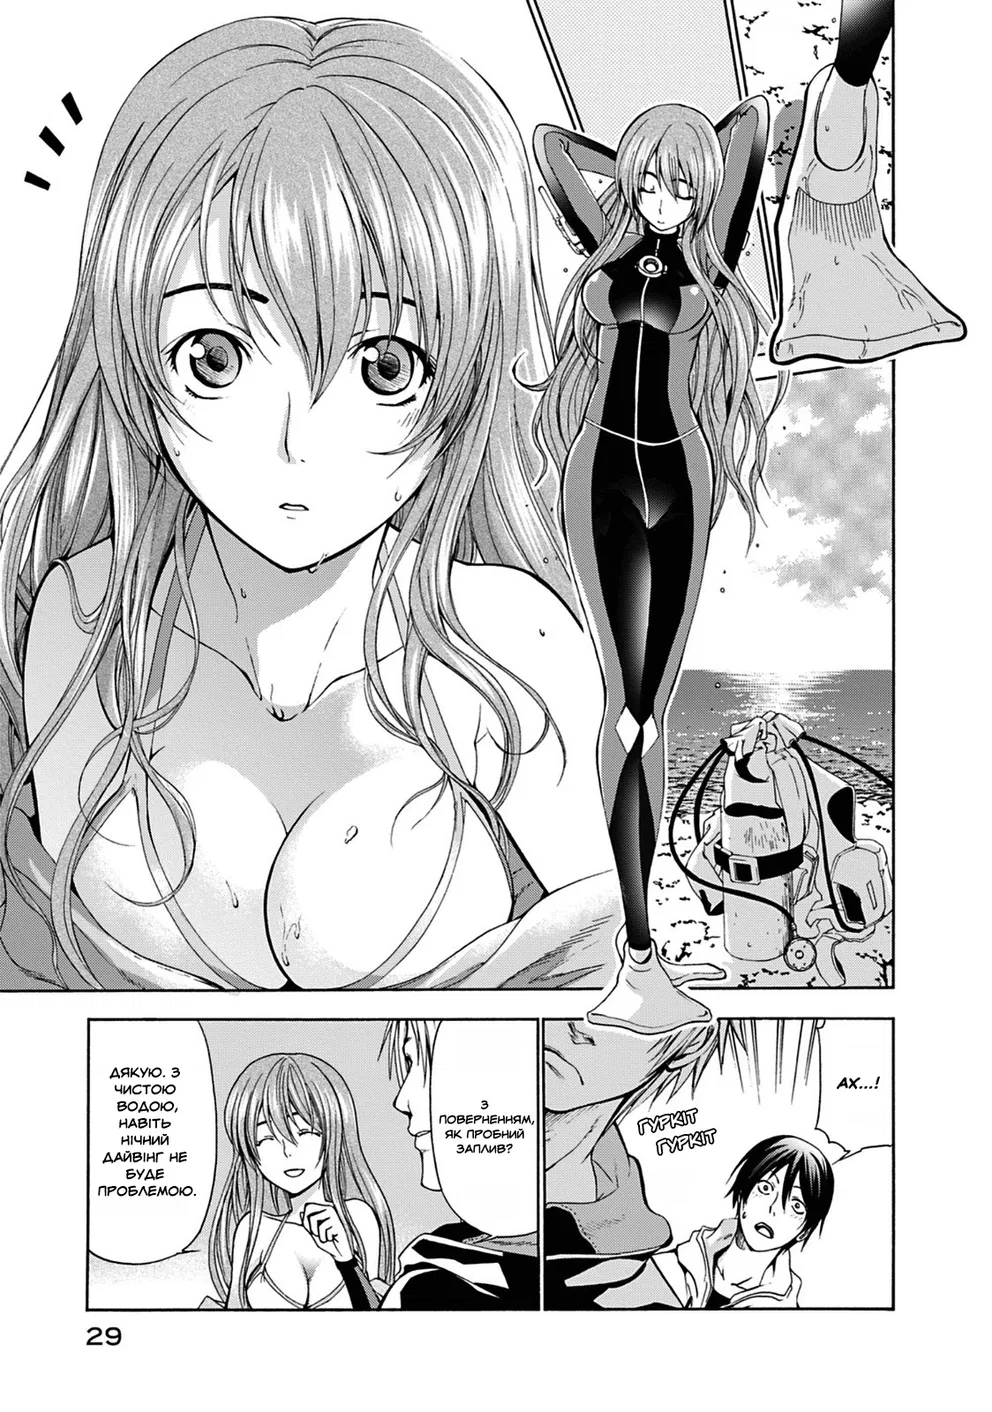 АХ...!
ГУРКІТ
ГУРКІТ
З
ПОВЕРНЕННЯМ,
ЯК ПРОБНИЙ
ЗАПЛИВ?
ДЯКУЮ. З
ЧИСТОЮ
ВОДОЮ,
НАВІТЬ
НІЧНИЙ
ДАЙВІНГ НЕ
БУДЕ
ПРОБЛЕМОЮ.
29